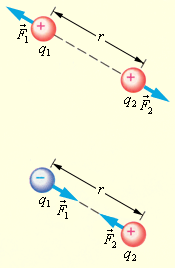 +
r
F⃗₁
q₁
+
q₂
F⃗₂
−
r
q₁
F⃗₁
F⃗₂
+
q₂